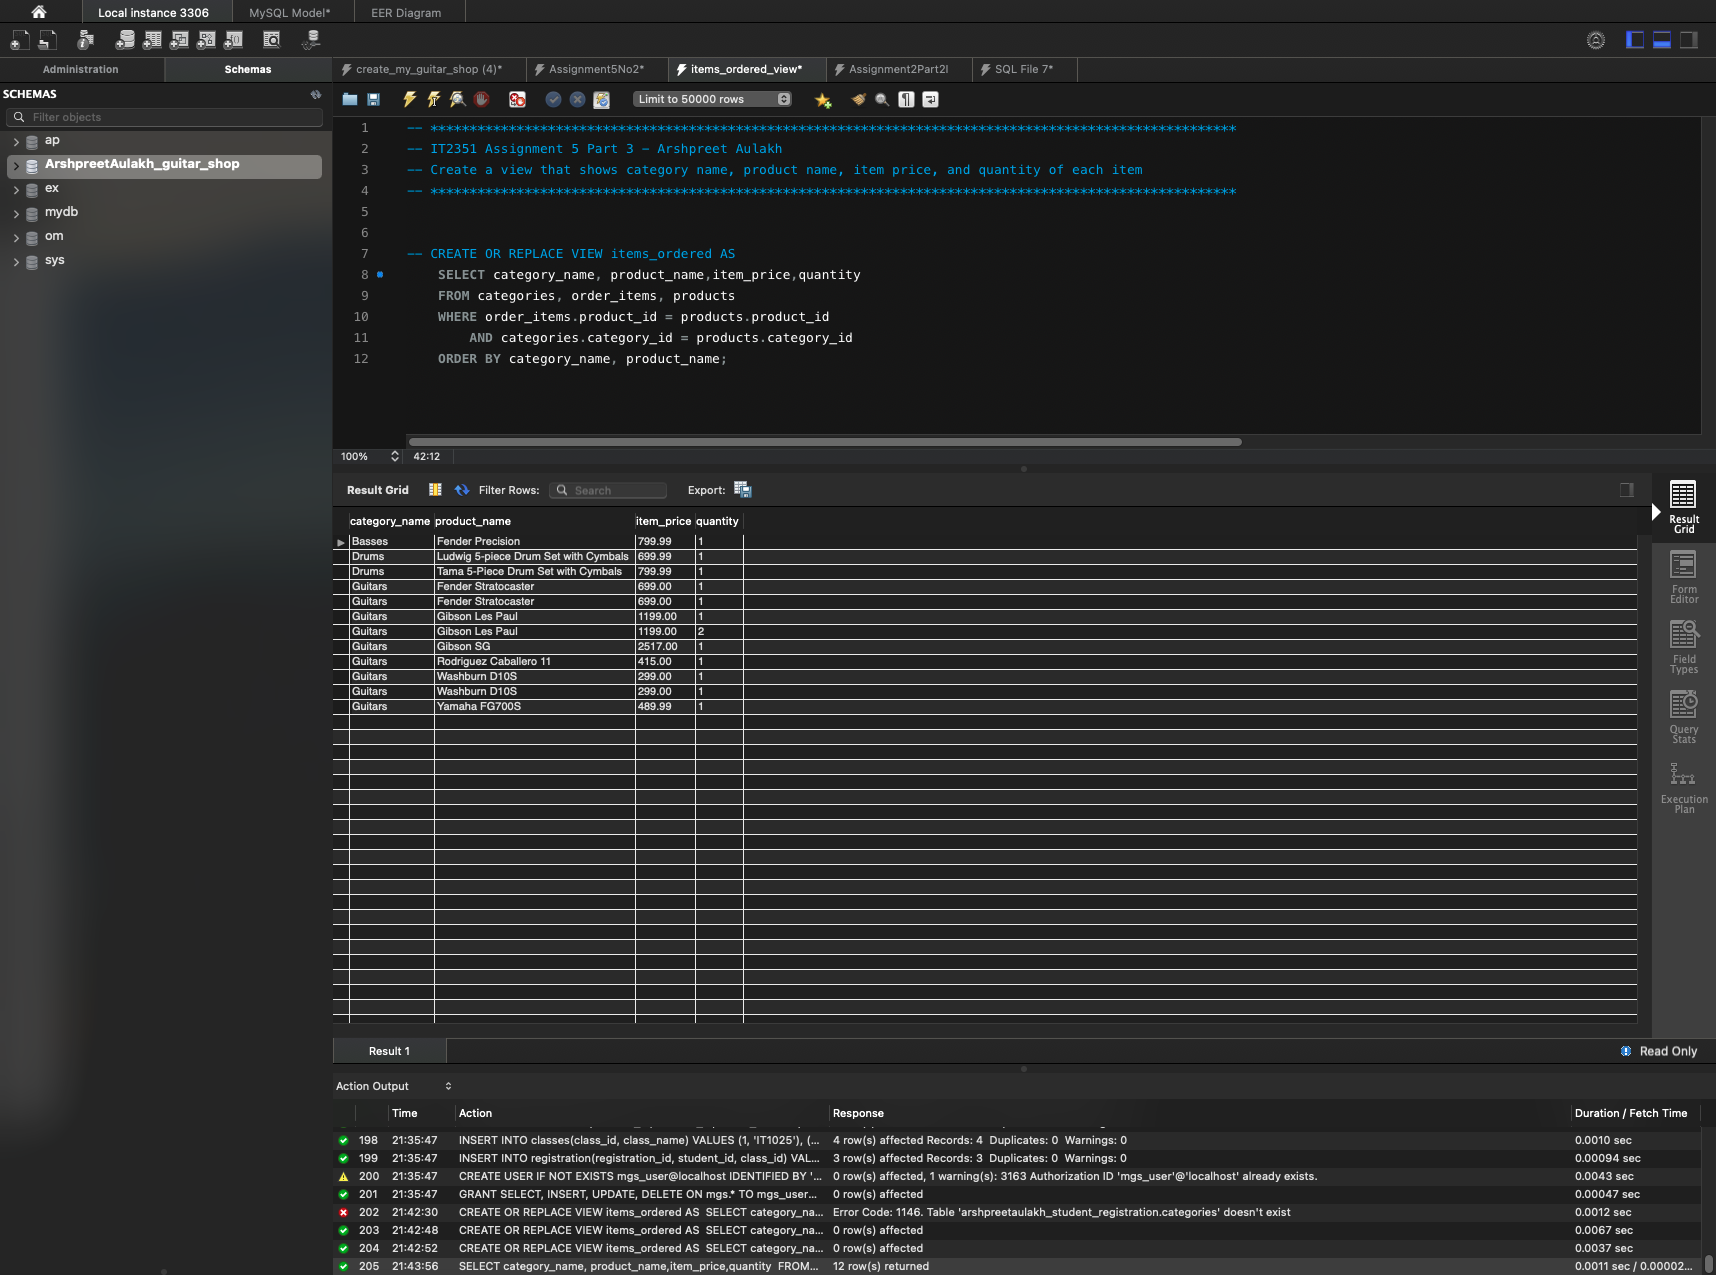 Local instance 3306
MySQL Model*
EER Diagram
Administration
Schemas
create_my_guitar_shop (4)*
Assignment5No2*
items_ordered_view*
Assignment2Part2I
SQL File 7*
SCHEMAS
Filter objects
ap
ArshpreetAulakh_guitar_shop
ex
mydb
om
sys
Limit to 50000 rows
1 -- *******************************************************************************************************
2 -- IT2351 Assignment 5 Part 3 - Arshpreet Aulakh
3 -- Create a view that shows category name, product name, item price, and quantity of each item
4 -- *******************************************************************************************************
5
6
7 -- CREATE OR REPLACE VIEW items_ordered AS
8 SELECT category_name, product_name,item_price,quantity
9 FROM categories, order_items, products
10 WHERE order_items.product_id = products.product_id
11 AND categories.category_id = products.category_id
12 ORDER BY category_name, product_name;
100% 42:12
Result Grid Filter Rows: Search Export:
category_name product_name item_price quantity
Basses Fender Precision 799.99 1
Drums Ludwig 5-piece Drum Set with Cymbals 699.99 1
Drums Tama 5-Piece Drum Set with Cymbals 799.99 1
Guitars Fender Stratocaster 699.00 1
Guitars Fender Stratocaster 699.00 1
Guitars Gibson Les Paul 1199.00 1
Guitars Gibson Les Paul 1199.00 2
Guitars Gibson SG 2517.00 1
Guitars Rodriguez Caballero 11 415.00 1
Guitars Washburn D10S 299.00 1
Guitars Washburn D10S 299.00 1
Guitars Yamaha FG700S 489.99 1
Result
Grid
Form
Editor
Field
Types
Query
Stats
Execution
Plan
Result 1
Read Only
Action Output
Time Action Response Duration / Fetch Time
198 21:35:47 INSERT INTO classes(class_id, class_name) VALUES (1, 'IT1025'), (... 4 row(s) affected Records: 4 Duplicates: 0 Warnings: 0 0.0010 sec
199 21:35:47 INSERT INTO registration(registration_id, student_id, class_id) VAL... 3 row(s) affected Records: 3 Duplicates: 0 Warnings: 0 0.00094 sec
200 21:35:47 CREATE USER IF NOT EXISTS mgs_user@localhost IDENTIFIED BY '... 0 row(s) affected, 1 warning(s): 3163 Authorization ID 'mgs_user'@'localhost' already exists. 0.0043 sec
201 21:35:47 GRANT SELECT, INSERT, UPDATE, DELETE ON mgs.* TO mgs_user... 0 row(s) affected 0.00047 sec
202 21:42:30 CREATE OR REPLACE VIEW items_ordered AS SELECT category_na... Error Code: 1146. Table 'arshpreetaulakh_student_registration.categories' doesn't exist 0.0012 sec
203 21:42:48 CREATE OR REPLACE VIEW items_ordered AS SELECT category_na... 0 row(s) affected 0.0067 sec
204 21:42:52 CREATE OR REPLACE VIEW items_ordered AS SELECT category_na... 0 row(s) affected 0.0037 sec
205 21:43:56 SELECT category_name, product_name,item_price,quantity FROM... 12 row(s) returned 0.0011 sec / 0.00002...